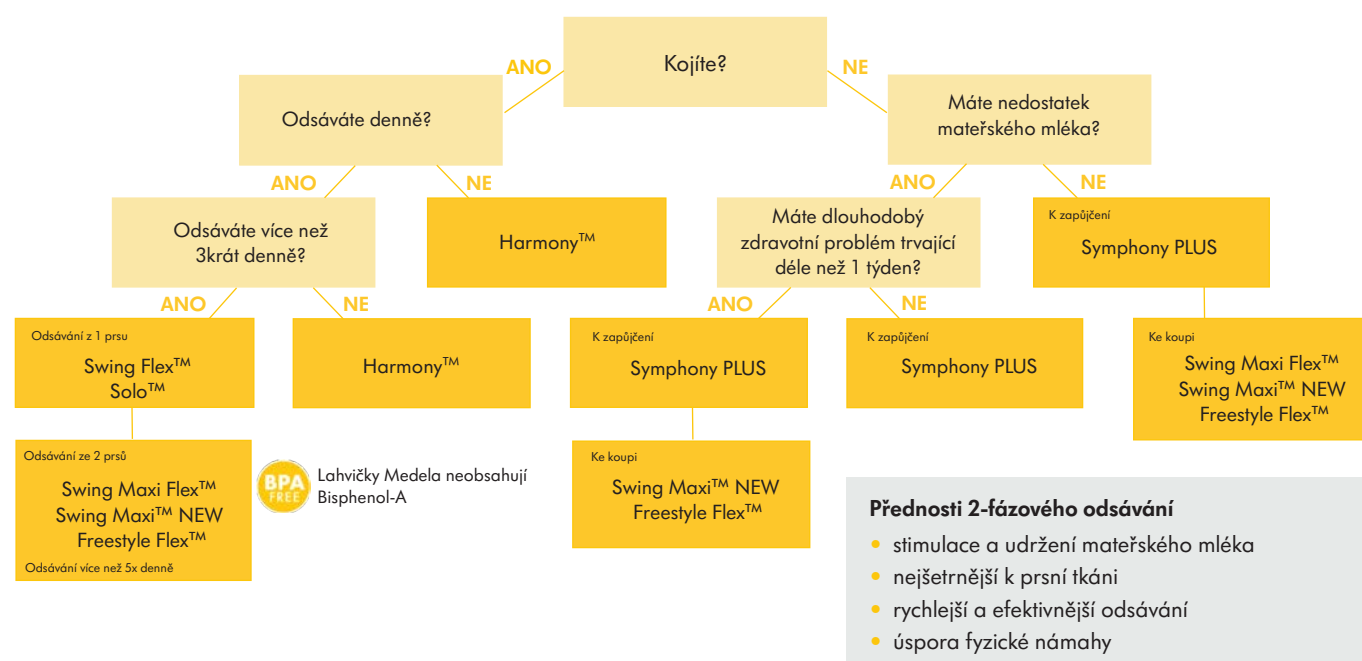 Kojíte?
ANO
NE
Odsáváte denně?
Máte nedostatek
mateřského mléka?
ANO
NE
ANO
NE
Odsáváte více než
3krát denně?
Harmony™
Máte dlouhodobý
zdravotní problém trvající
déle než 1 týden?
K zapůjčení
Symphony PLUS
ANO
NE
ANO
NE
Odsávání z 1 prsu
Swing Flex™
Solo™
Harmony™
K zapůjčení
Symphony PLUS
K zapůjčení
Symphony PLUS
Ke koupi
Swing Maxi Flex™
Swing Maxi™ NEW
Freestyle Flex™
Odsávání ze 2 prsů
Swing Maxi Flex™
Swing Maxi™ NEW
Freestyle Flex™
Odsávání více než 5x denně
BPA
FREE
Lahvičky Medela neobsahují
Bisphenol-A
Ke koupi
Swing Maxi™ NEW
Freestyle Flex™
Přednosti 2-fázového odsávání
• stimulace a udržení mateřského mléka
• nejšetrnější k prsní tkáni
• rychlejší a efektivnější odsávání
• úspora fyzické námahy